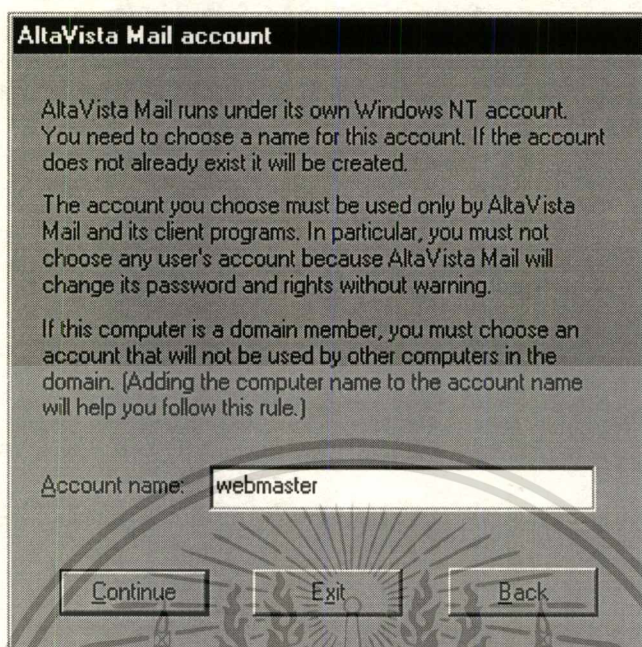 AltaVista Mail account
AltaVista Mail runs under its own Windows NT account.
You need to choose a name for this account. If the account
does not already exist it will be created.
The account you choose must be used only by AltaVista
Mail and its client programs. In particular, you must not
choose any user's account because AltaVista Mail will
change its password and rights without warning.
If this computer is a domain member, you must choose an
account that will not be used by other computers in the
domain. (Adding the computer name to the account name
will help you follow this rule.)
Account name: webmaster
Continue Exit Back